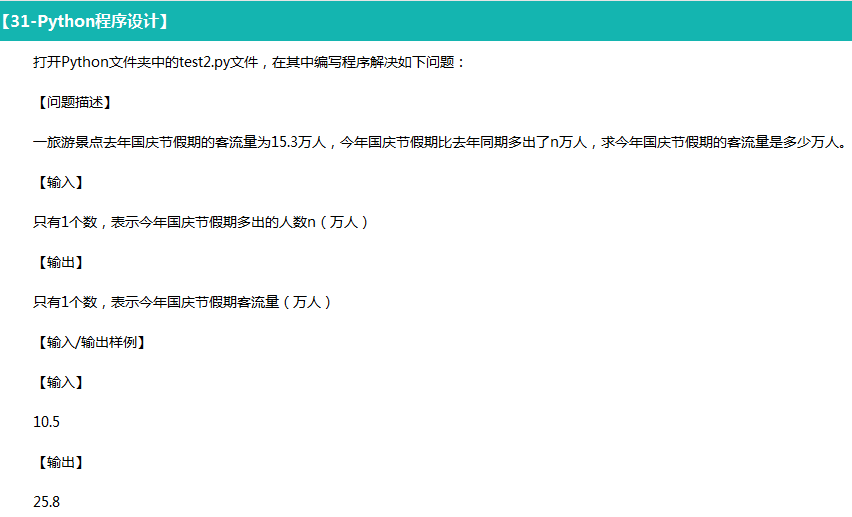 【31-Python程序设计】
打开Python文件夹中的test2.py文件，在其中编写程序解决如下问题：
【问题描述】
一旅游景点去年国庆节假期的客流量为15.3万人，今年国庆节假期比去年同期多出了n万人，求今年国庆节假期的客流量是多少万人。
【输入】
只有1个数，表示今年国庆节假期多出的人数n（万人）
【输出】
只有1个数，表示今年国庆节假期客流量（万人）
【输入/输出样例】
【输入】
10.5
【输出】
25.8